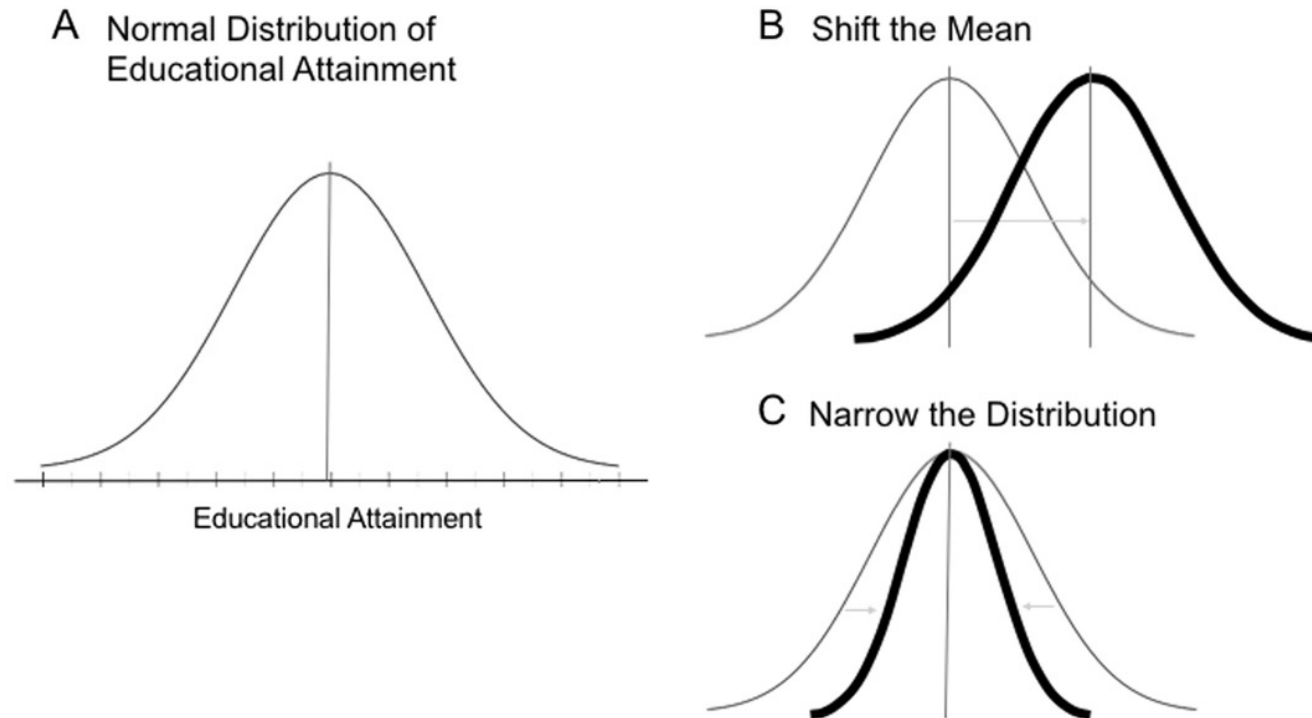 A Normal Distribution of
Educational Attainment
Educational Attainment
B Shift the Mean
C Narrow the Distribution